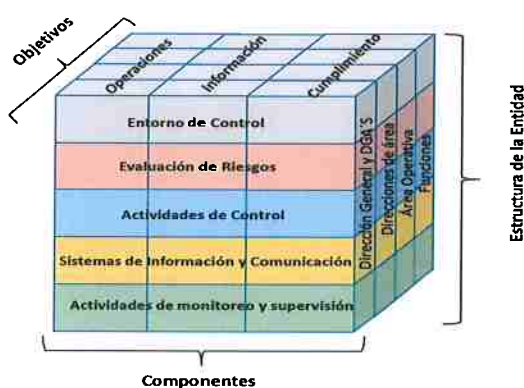 Objetivos
Operaciones
Información
Cumplimiento
Entorno de Control
Evaluación de Riesgos
Actividades de Control
Sistemas de Información y Comunicación
Actividades de monitoreo y supervisión
Dirección General y DGA´S
Direcciones de área
Área Operativa
Funciones
Estructura de la Entidad
Componentes